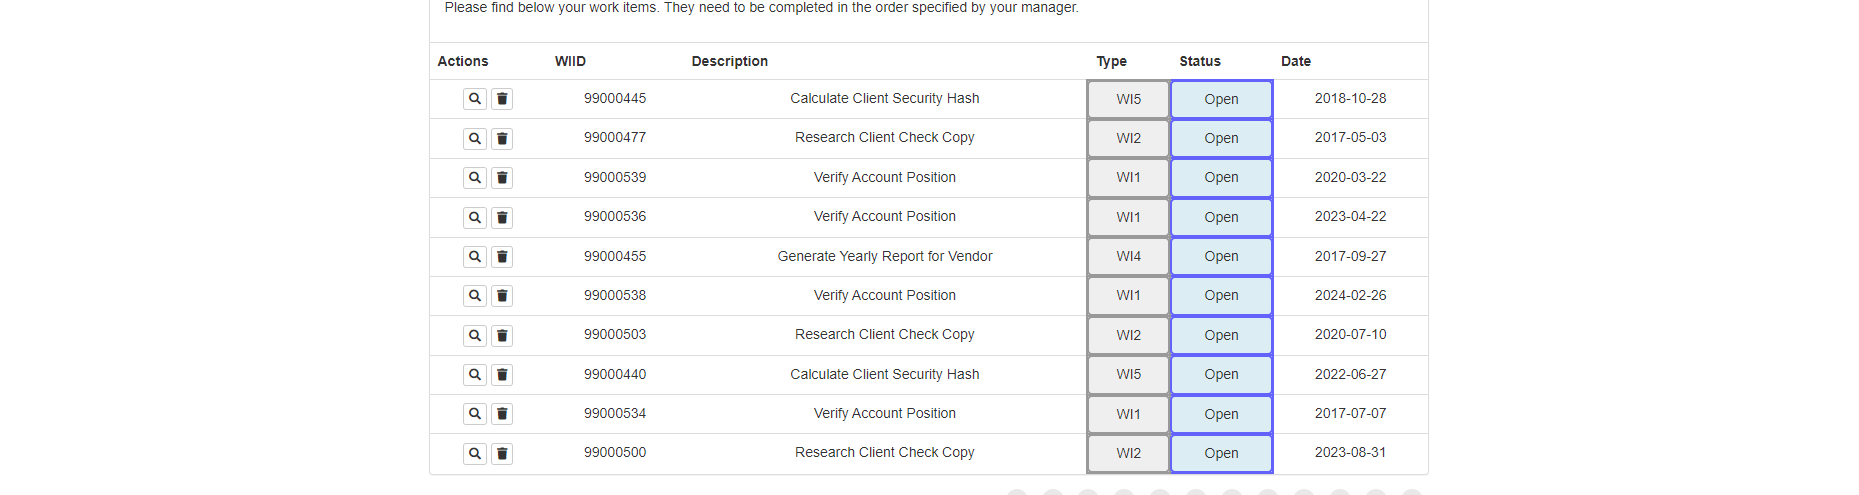 Please find below your work items. They need to be completed in the order specified by your manager.
Actions WIID Description Type Status Date
99000445 Calculate Client Security Hash WI5 Open 2018-10-28
99000477 Research Client Check Copy WI2 Open 2017-05-03
99000539 Verify Account Position WI1 Open 2020-03-22
99000536 Verify Account Position WI1 Open 2023-04-22
99000455 Generate Yearly Report for Vendor WI4 Open 2017-09-27
99000538 Verify Account Position WI1 Open 2024-02-26
99000503 Research Client Check Copy WI2 Open 2020-07-10
99000440 Calculate Client Security Hash WI5 Open 2022-06-27
99000534 Verify Account Position WI1 Open 2017-07-07
99000500 Research Client Check Copy WI2 Open 2023-08-31